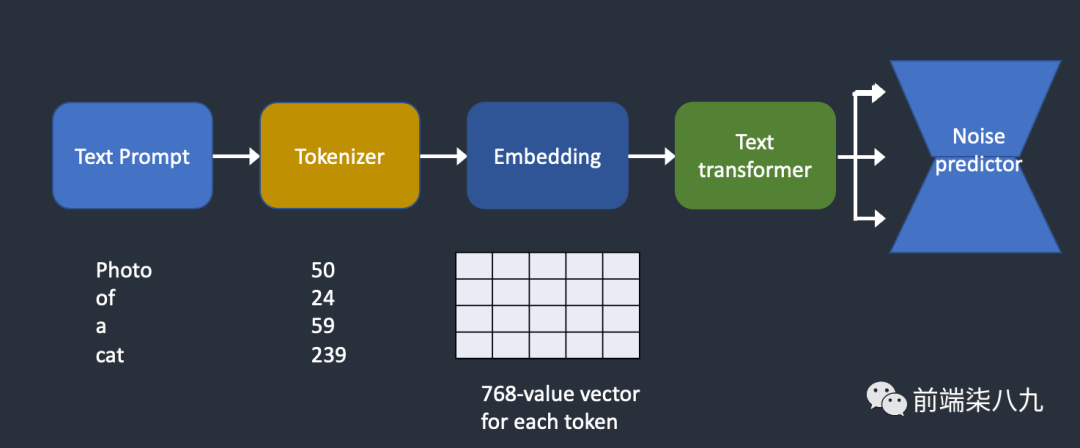 Text Prompt
Tokenizer
Embedding
Text
transformer
Noise
predictor
Photo
of
a
cat
50
24
59
239
768-value vector
for each token
前端柒八九